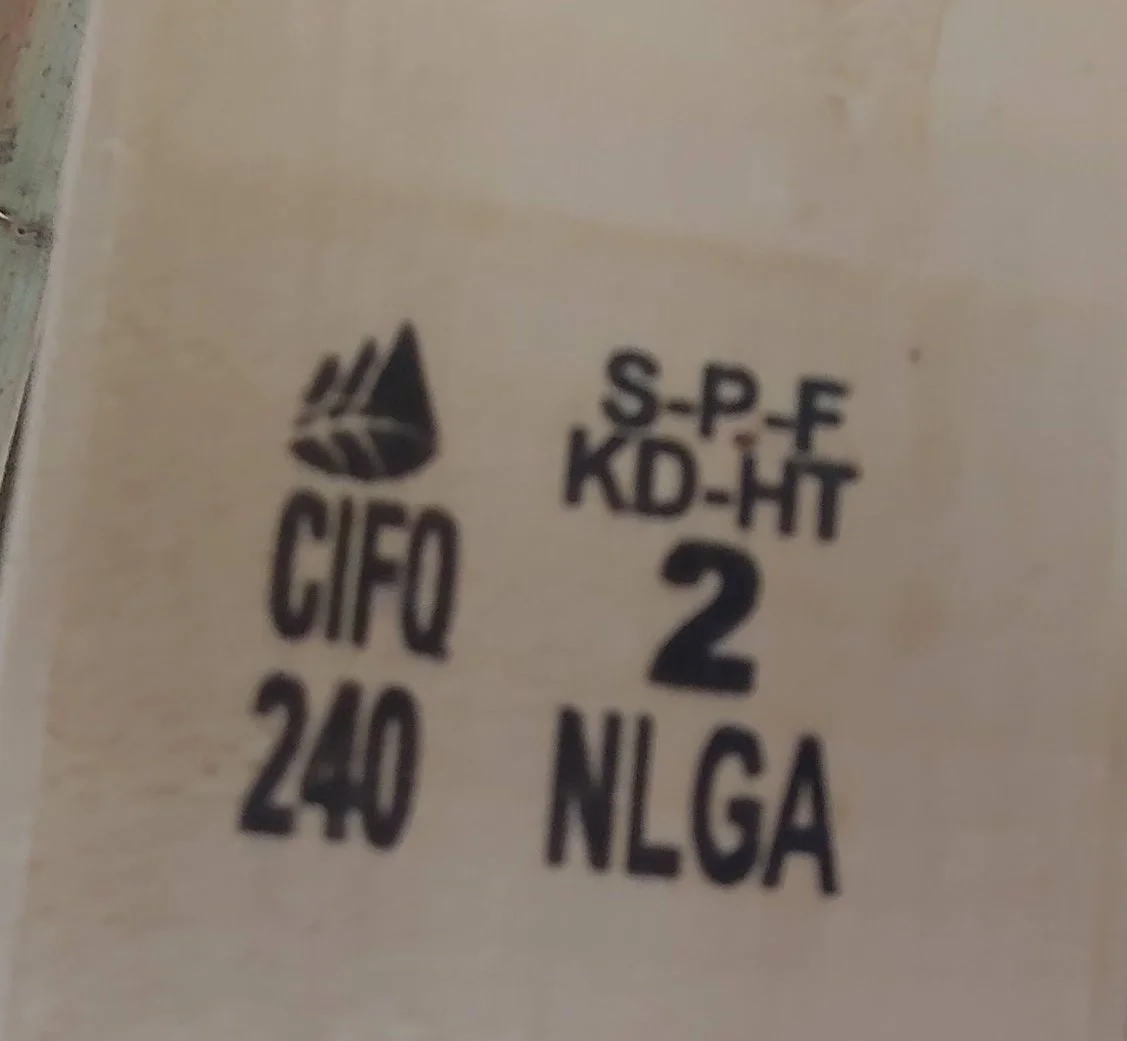 CIFQ
240
S-P-F
KD-HT
2
NLGA